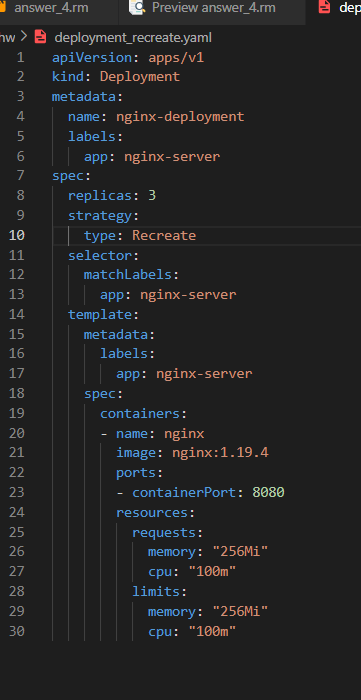 answer_4.rm Preview answer_4.rm
hw > deployment_recreate.yaml
1 apiVersion: apps/v1
2 kind: Deployment
3 metadata:
4   name: nginx-deployment
5   labels:
6     app: nginx-server
7 spec:
8   replicas: 3
9   strategy:
10     type: Recreate
11   selector:
12     matchLabels:
13       app: nginx-server
14   template:
15     metadata:
16       labels:
17         app: nginx-server
18     spec:
19       containers:
20       - name: nginx
21         image: nginx:1.19.4
22         ports:
23         - containerPort: 8080
24         resources:
25           requests:
26             memory: "256Mi"
27             cpu: "100m"
28           limits:
29             memory: "256Mi"
30             cpu: "100m"